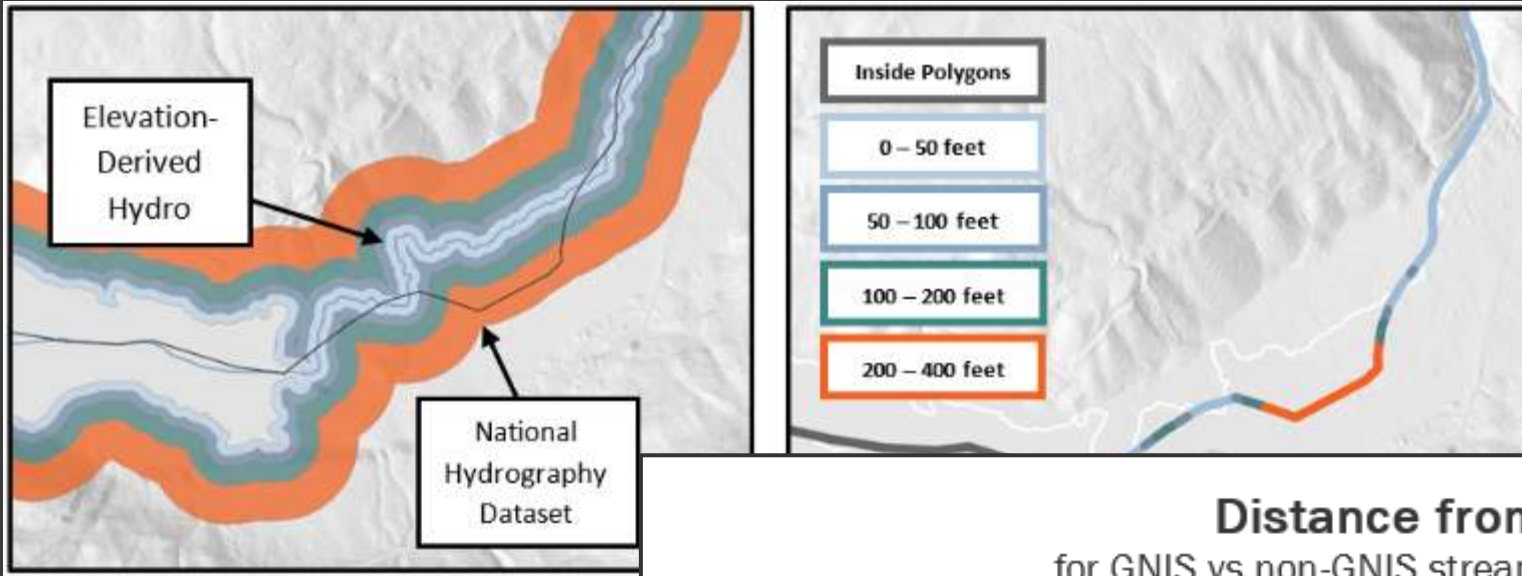 Elevation-
Derived
Hydro
National
Hydrography
Dataset
Inside Polygons
0 – 50 feet
50 – 100 feet
100 – 200 feet
200 – 400 feet
Distance from
for GNIS vs non-GNIS strea